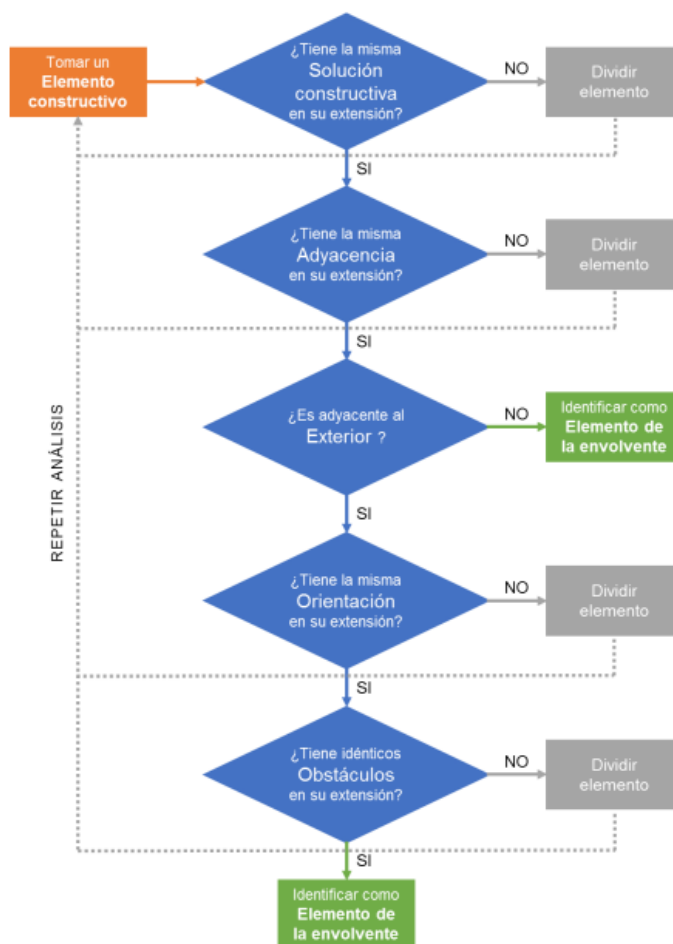 Tomar un
Elemento
constructivo
¿Tiene la misma
Solución
constructiva
en su extensión?
NO
Dividir
elemento
SI
¿Tiene la misma
Adyacencia
en su extensión?
NO
Dividir
elemento
SI
¿Es adyacente al
Exterior ?
NO
Identificar como
Elemento de
la envolvente
SI
REPETIR ANÁLISIS
¿Tiene la misma
Orientación
en su extensión?
NO
Dividir
elemento
SI
¿Tiene idénticos
Obstáculos
en su extensión?
NO
Dividir
elemento
SI
Identificar como
Elemento de
la envolvente